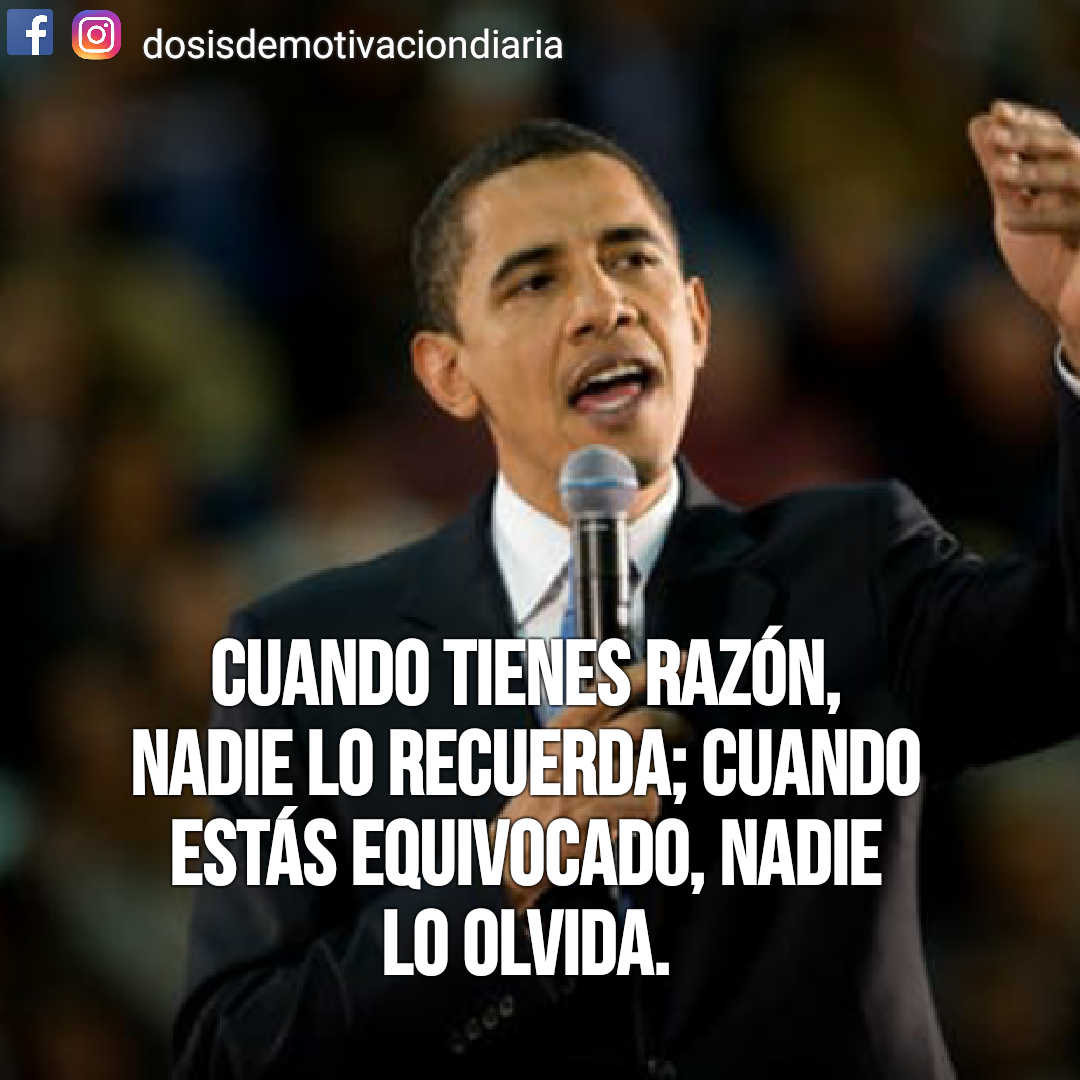 dosisdemotivaciondiaria
CUANDO TIENES RAZÓN,
NADIE LO RECUERDA; CUANDO
ESTÁS EQUIVOCADO, NADIE
LO OLVIDA.